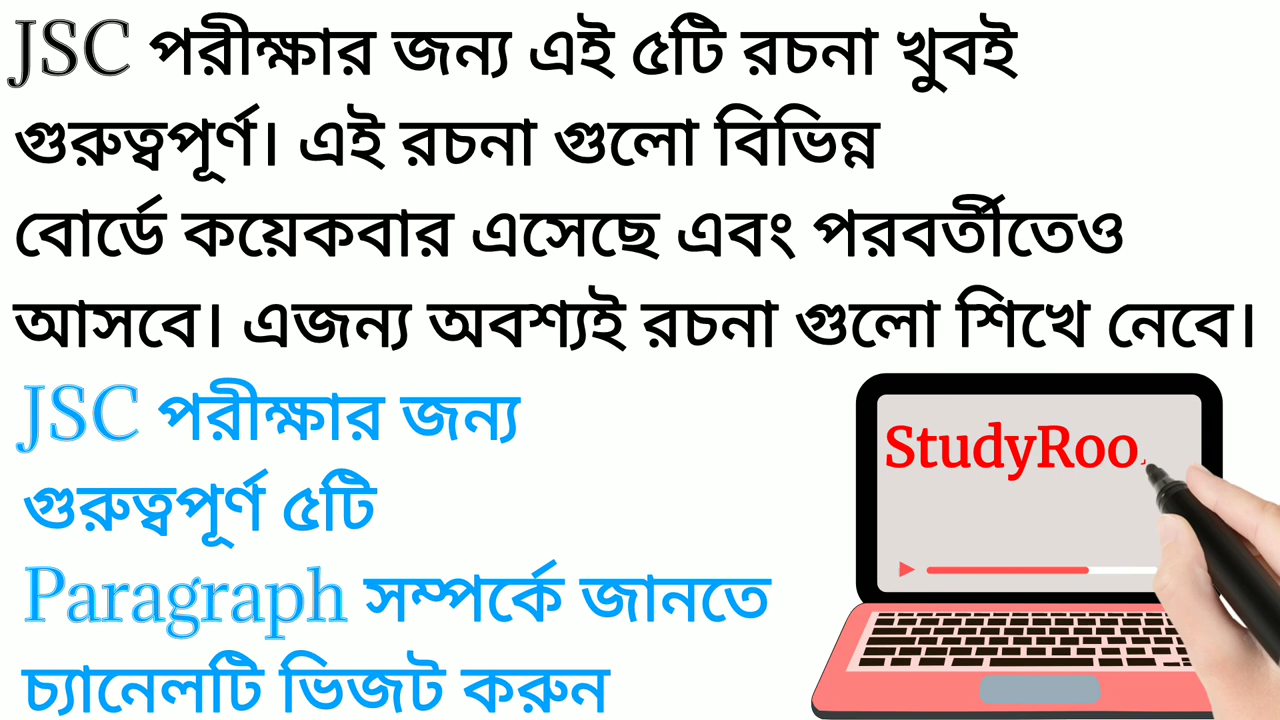 JSC পরীক্ষার জন্য এই ৫টি রচনা খুবই
গুরুত্বপূর্ণ। এই রচনা গুলো বিভিন্ন
বোর্ডে কয়েকবার এসেছে এবং পরবর্তীতেও
আসবে। এজন্য অবশ্যই রচনা গুলো শিখে নেবে।
JSC পরীক্ষার জন্য
গুরুত্বপূর্ণ ৫টি
Paragraph সম্পর্কে জানতে
চ্যানেলটি ভিজট করুন
StudyRoo